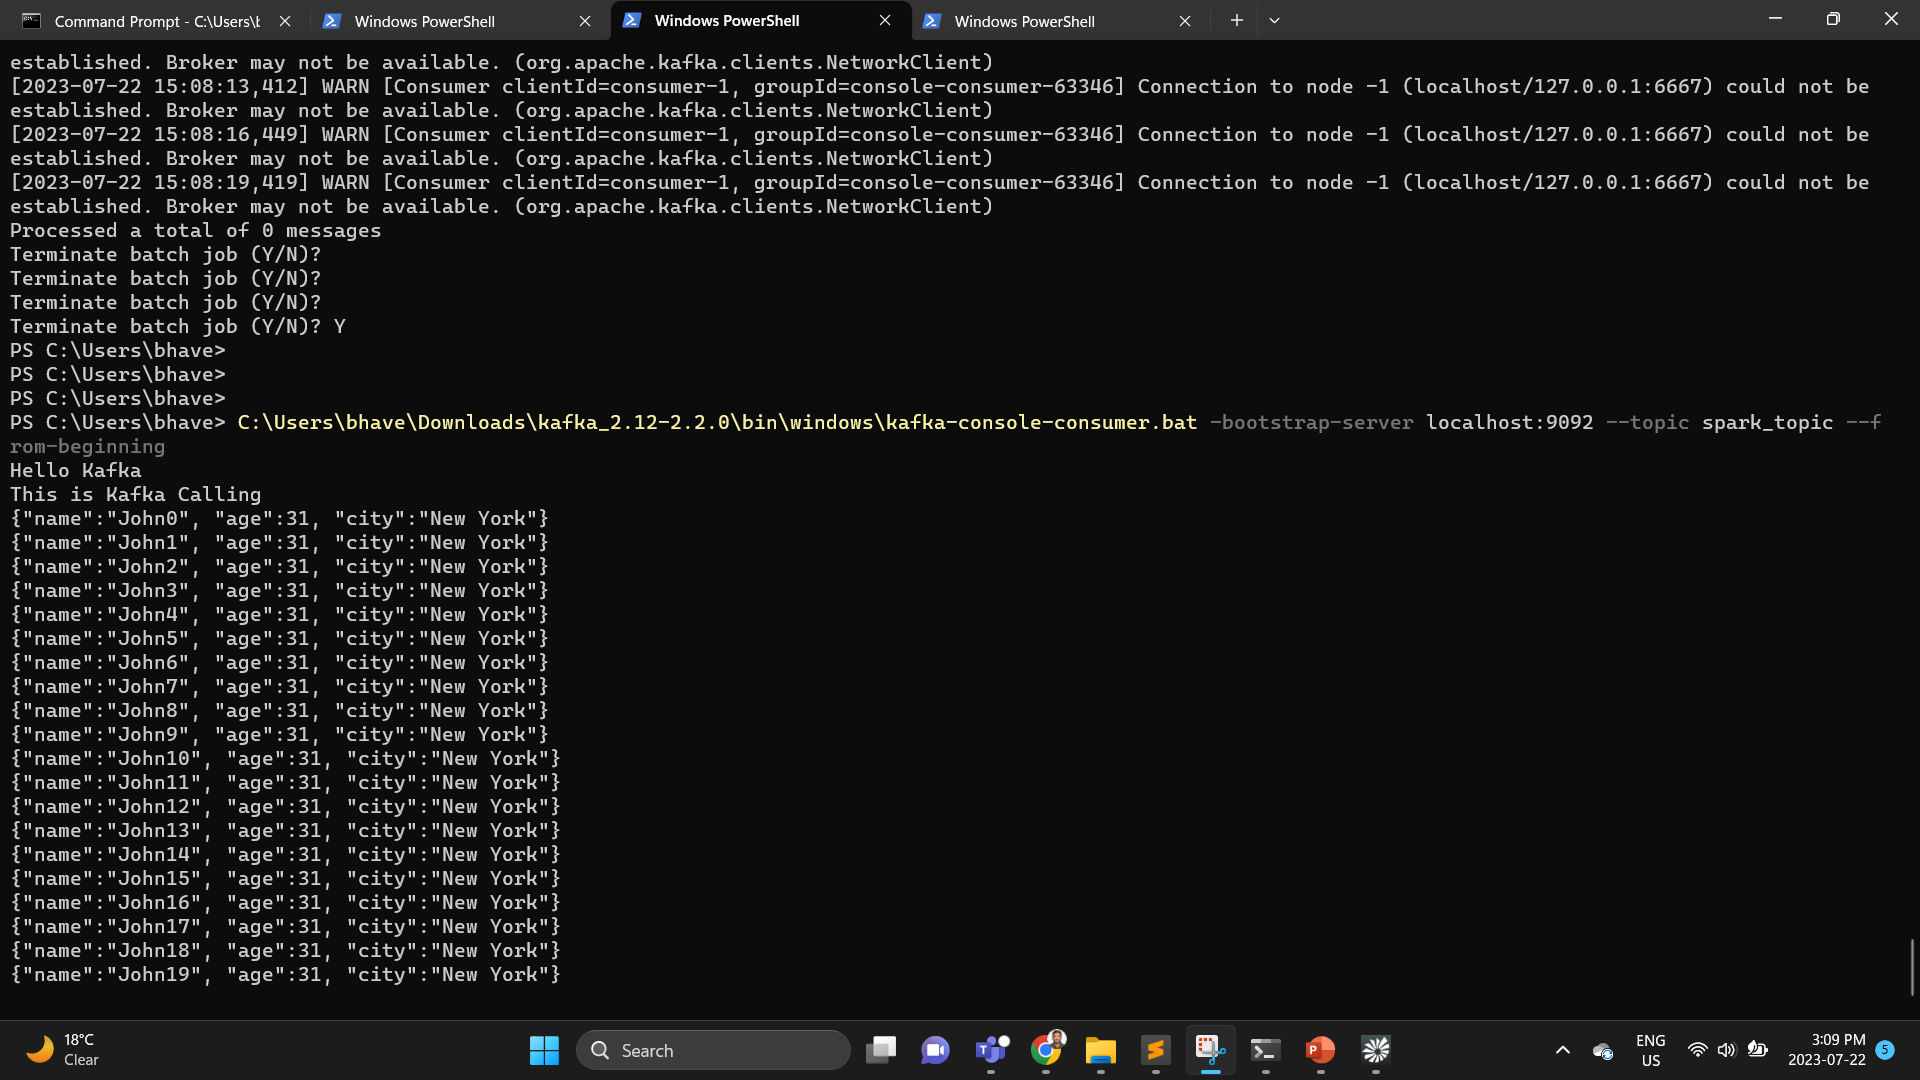 Command Prompt - C:\Users\b
Windows PowerShell
Windows PowerShell
Windows PowerShell
established. Broker may not be available. (org.apache.kafka.clients.NetworkClient)
[2023-07-22 15:08:13,412] WARN [Consumer clientId=consumer-1, groupId=console-consumer-63346] Connection to node -1 (localhost/127.0.0.1:6667) could not be
established. Broker may not be available. (org.apache.kafka.clients.NetworkClient)
[2023-07-22 15:08:16,449] WARN [Consumer clientId=consumer-1, groupId=console-consumer-63346] Connection to node -1 (localhost/127.0.0.1:6667) could not be
established. Broker may not be available. (org.apache.kafka.clients.NetworkClient)
[2023-07-22 15:08:19,419] WARN [Consumer clientId=consumer-1, groupId=console-consumer-63346] Connection to node -1 (localhost/127.0.0.1:6667) could not be
established. Broker may not be available. (org.apache.kafka.clients.NetworkClient)
Processed a total of 0 messages
Terminate batch job (Y/N)?
Terminate batch job (Y/N)?
Terminate batch job (Y/N)?
Terminate batch job (Y/N)? Y
PS C:\Users\bhave>
PS C:\Users\bhave>
PS C:\Users\bhave>
PS C:\Users\bhave> C:\Users\bhave\Downloads\kafka_2.12-2.2.0\bin\windows\kafka-console-consumer.bat -bootstrap-server localhost:9092 --topic spark_topic --f
rom-beginning
Hello Kafka
This is Kafka Calling
{"name":"John0", "age":31, "city":"New York"}
{"name":"John1", "age":31, "city":"New York"}
{"name":"John2", "age":31, "city":"New York"}
{"name":"John3", "age":31, "city":"New York"}
{"name":"John4", "age":31, "city":"New York"}
{"name":"John5", "age":31, "city":"New York"}
{"name":"John6", "age":31, "city":"New York"}
{"name":"John7", "age":31, "city":"New York"}
{"name":"John8", "age":31, "city":"New York"}
{"name":"John9", "age":31, "city":"New York"}
{"name":"John10", "age":31, "city":"New York"}
{"name":"John11", "age":31, "city":"New York"}
{"name":"John12", "age":31, "city":"New York"}
{"name":"John13", "age":31, "city":"New York"}
{"name":"John14", "age":31, "city":"New York"}
{"name":"John15", "age":31, "city":"New York"}
{"name":"John16", "age":31, "city":"New York"}
{"name":"John17", "age":31, "city":"New York"}
{"name":"John18", "age":31, "city":"New York"}
{"name":"John19", "age":31, "city":"New York"}
18°C
Clear
Search
ENG
US
3:09 PM
2023-07-22
5